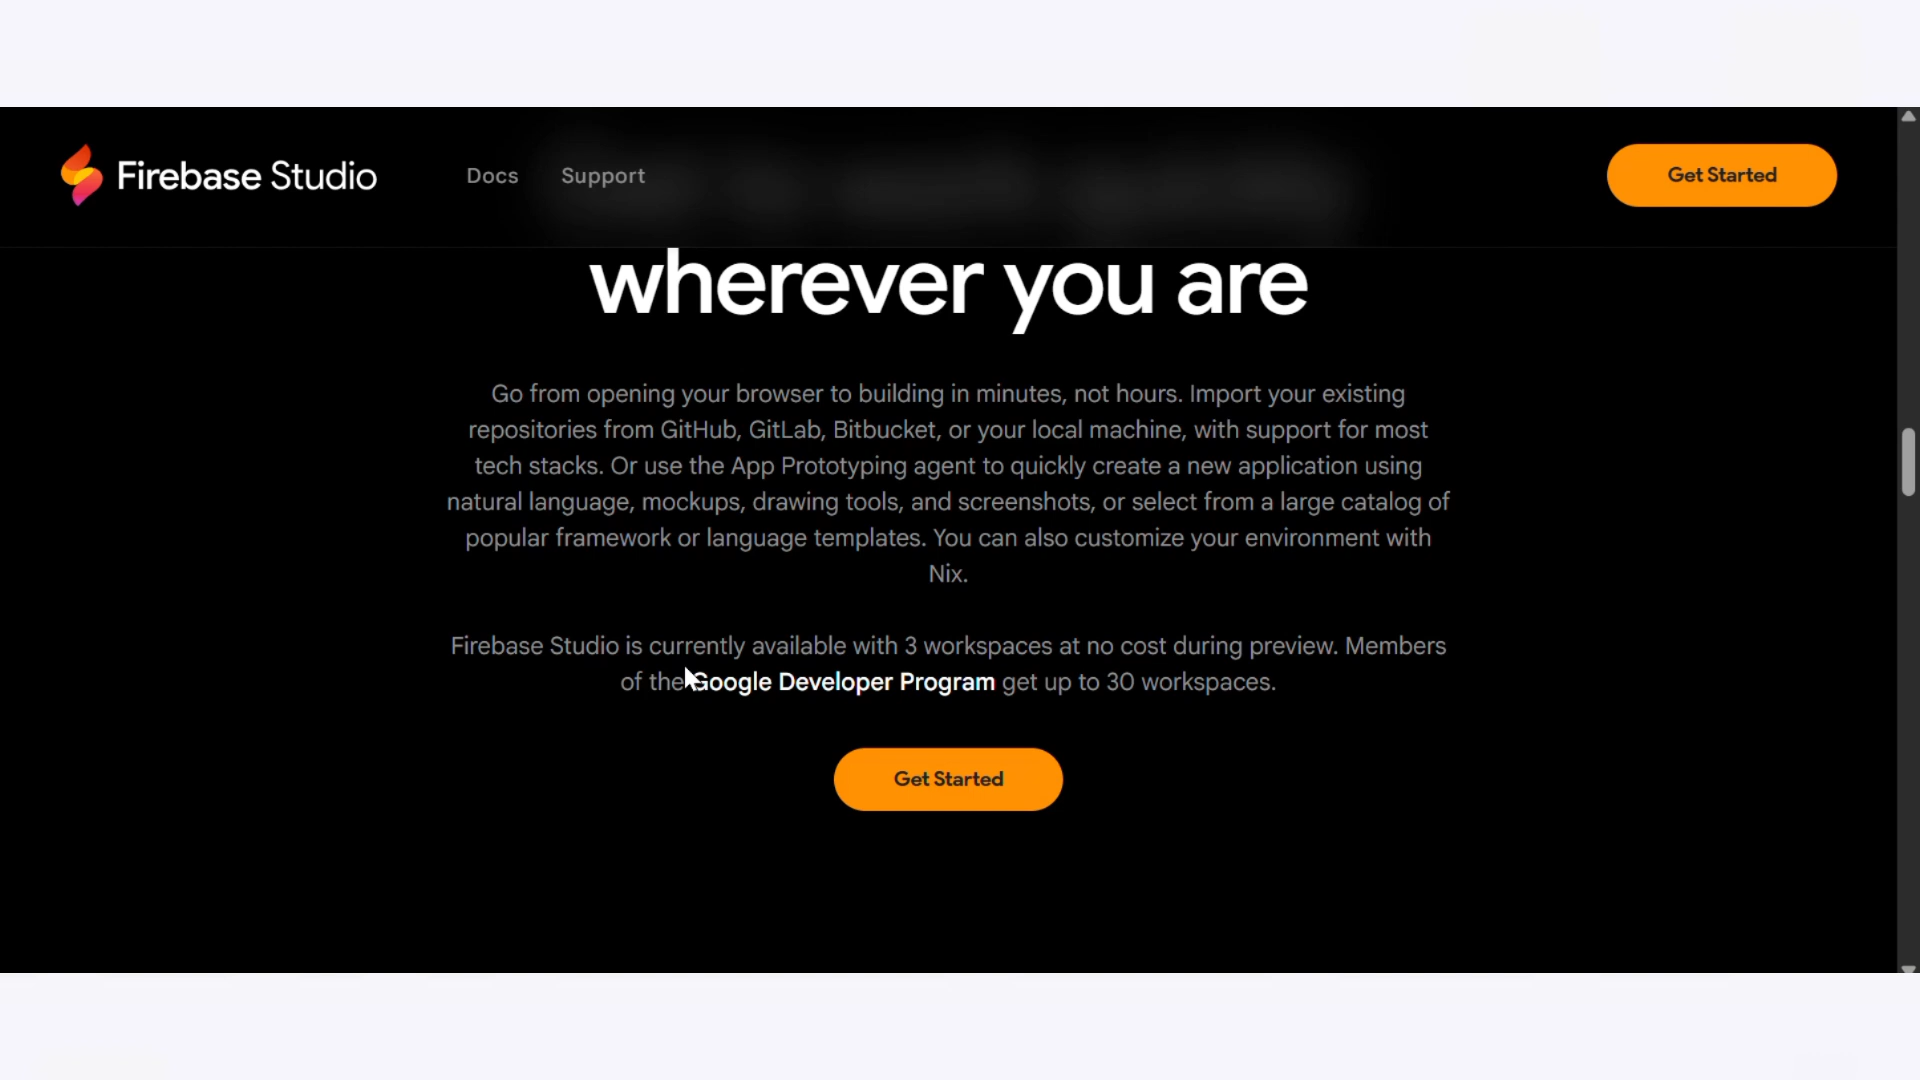 Firebase Studio
Docs
Support
Get Started
wherever you are
Go from opening your browser to building in minutes, not hours. Import your existing
repositories from GitHub, GitLab, Bitbucket, or your local machine, with support for most
tech stacks. Or use the App Prototyping agent to quickly create a new application using
natural language, mockups, drawing tools, and screenshots, or select from a large catalog of
popular framework or language templates. You can also customize your environment with
Nix.
Firebase Studio is currently available with 3 workspaces at no cost during preview. Members
of the Google Developer Program get up to 30 workspaces.
Get Started